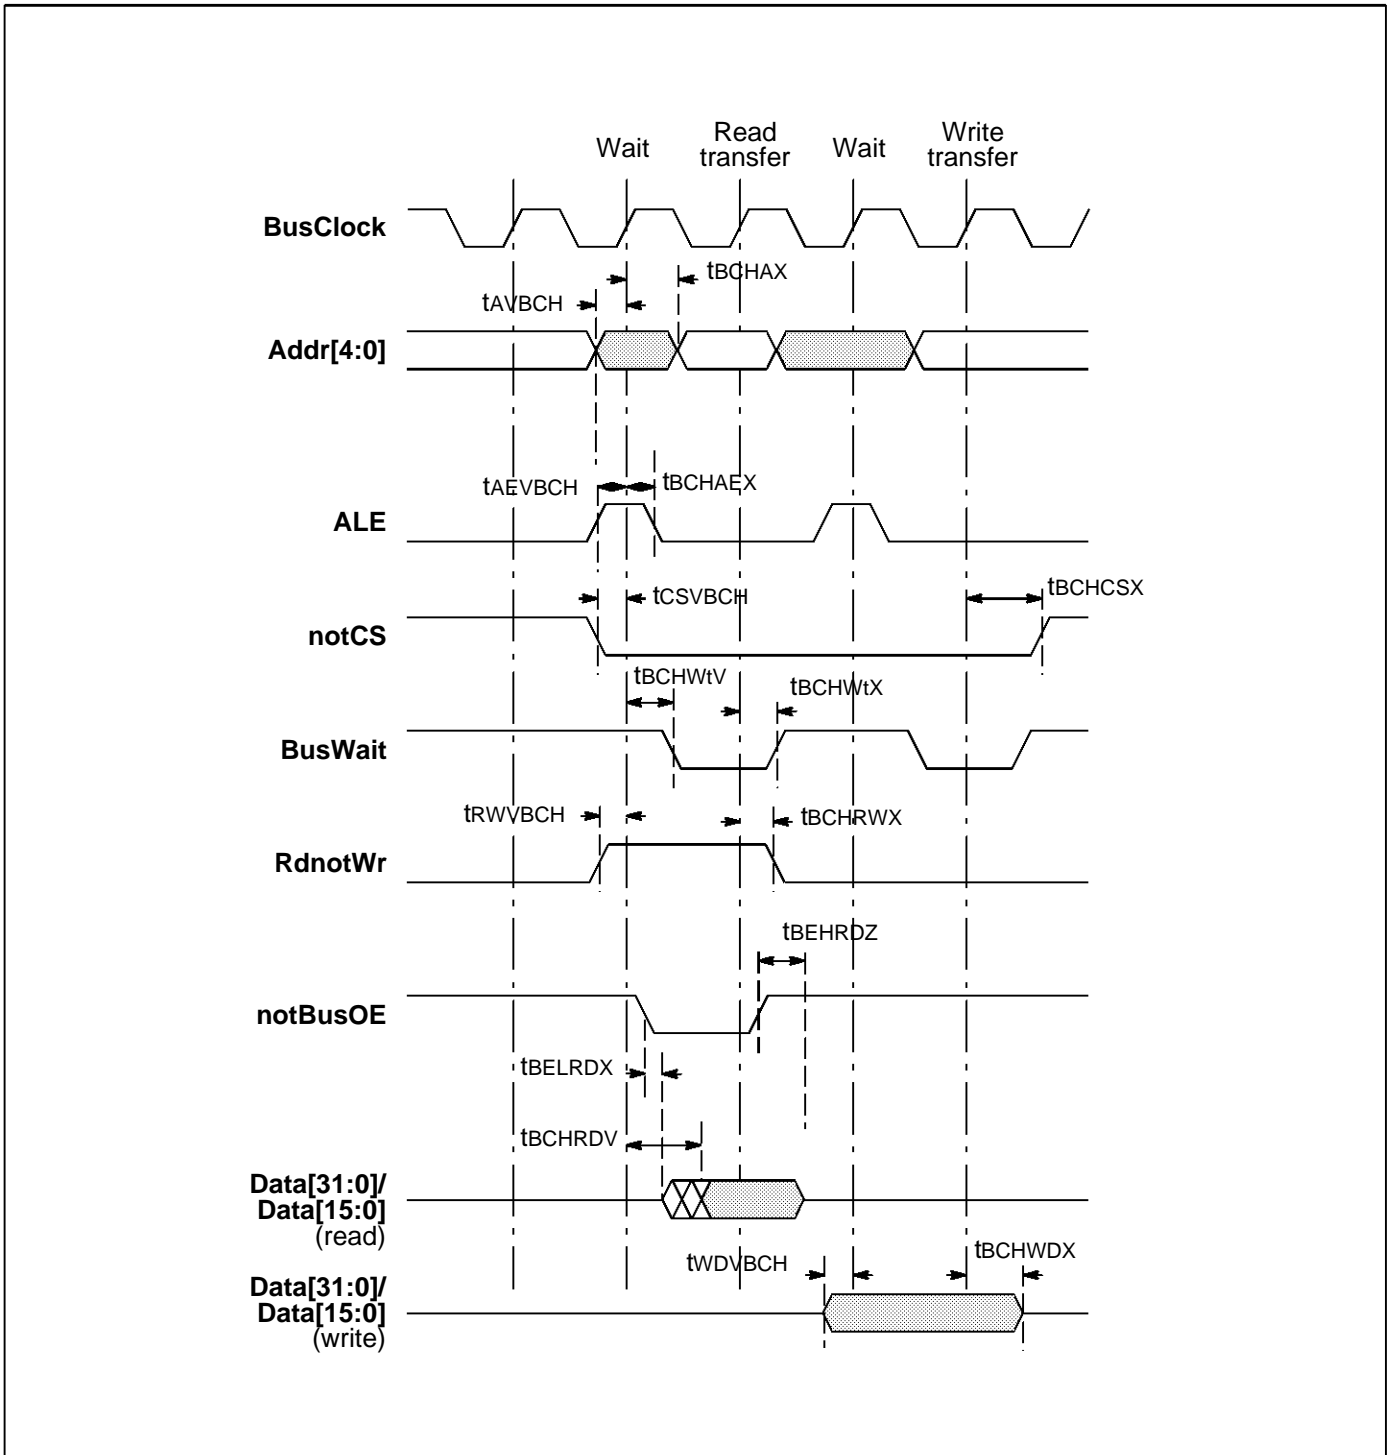 Wait
Read
transfer
Wait
Write
transfer
BusClock
tBCHAX
tAVBCH
Addr[4:0]
tAEVBCH
tBCHAEX
ALE
tCSVBCH
tBCHCSX
notCS
tBCHWtV
tBCHWtX
BusWait
tRWVBCH
tBCHRWX
RdnotWr
tBEHRDZ
notBusOE
tBELRDX
tBCHRDV
Data[31:0]/
Data[15:0]
(read)
tWDVBCH
tBCHWDX
Data[31:0]/
Data[15:0]
(write)